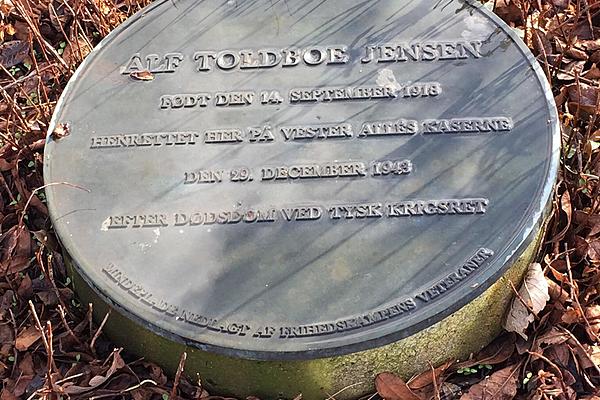 ALF TOLDBOE JENSEN
FØDT DEN 14. SEPTEMBER 1918
HENRETTET HER PÅ VESTER ALLÉS KASERNE
DEN 29. DECEMBER 1943
EFTER DØDSDOM VED TYSK KRIGSRET
MINDEPLADE NEDLAGT AF FRIHEDSKAMPENS VETERANER